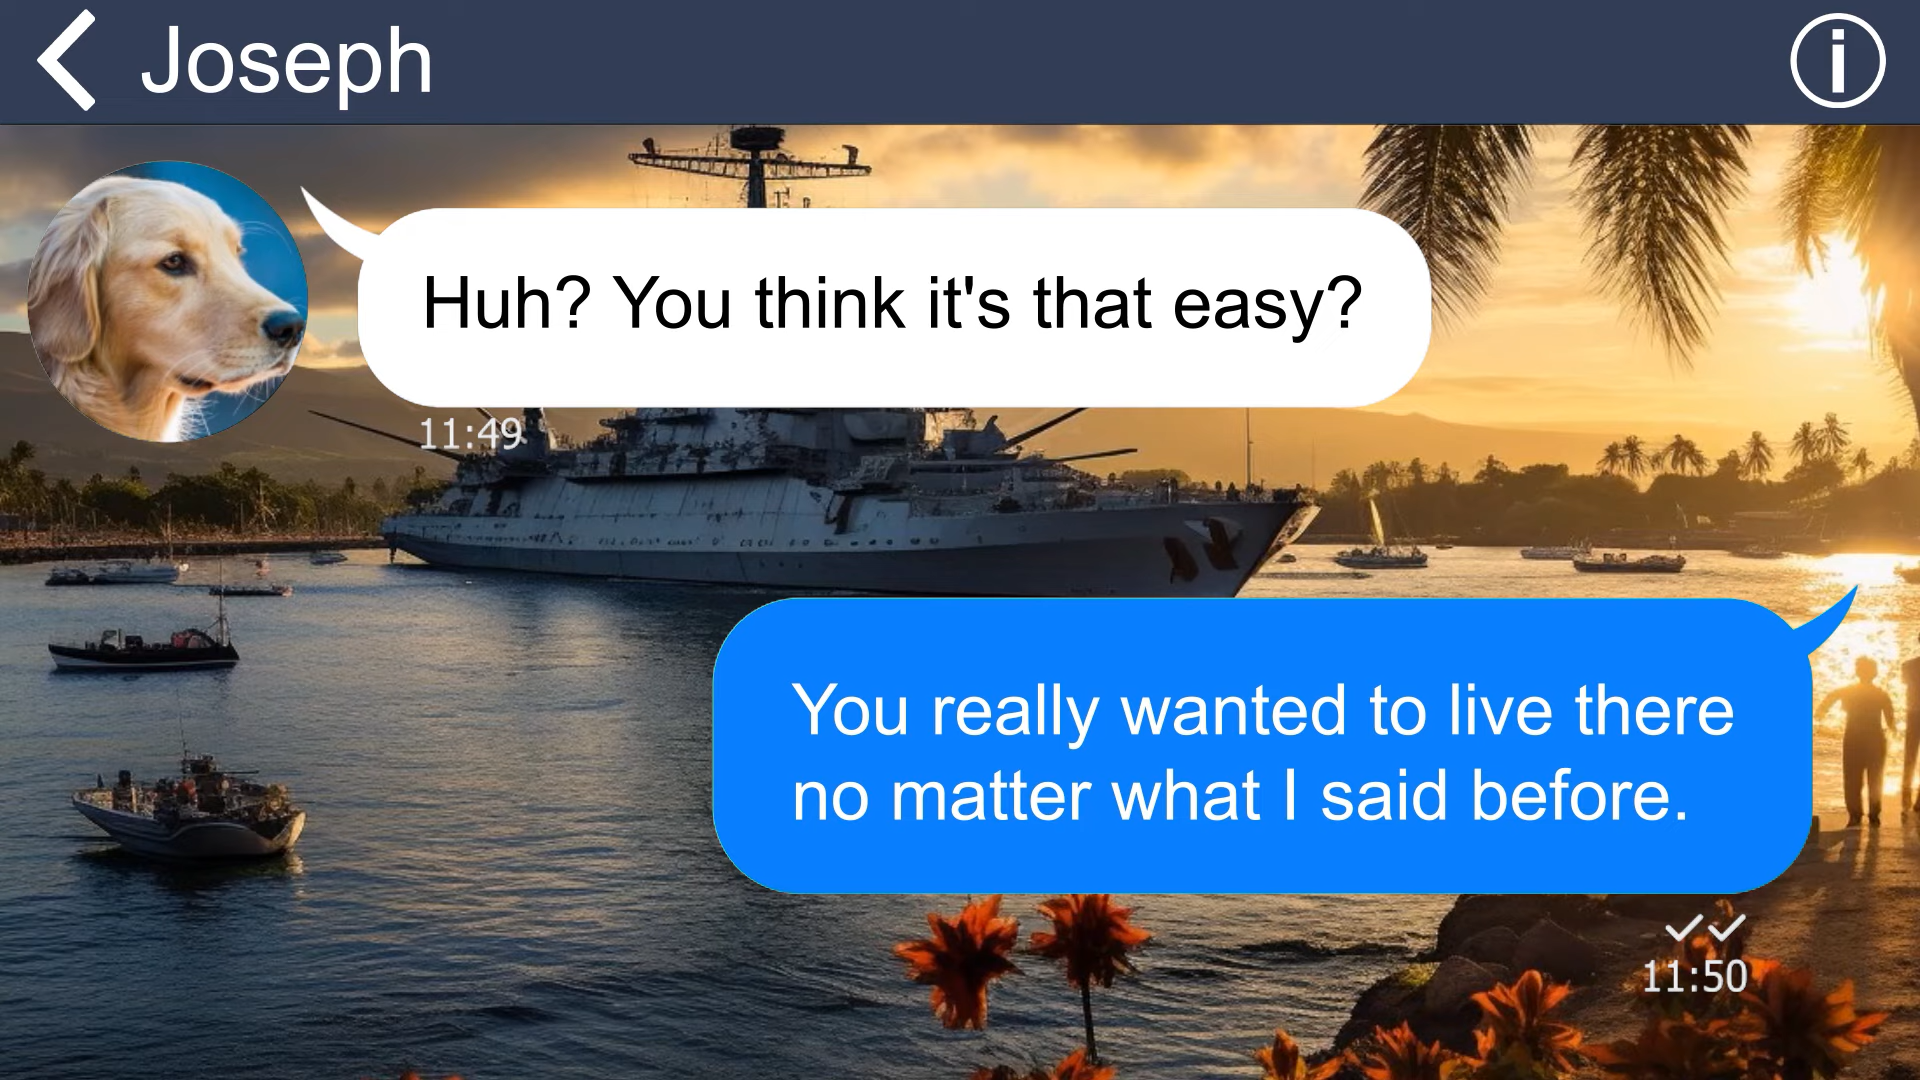 Joseph
Huh? You think it's that easy?
11:49
You really wanted to live there
no matter what I said before.
11:50